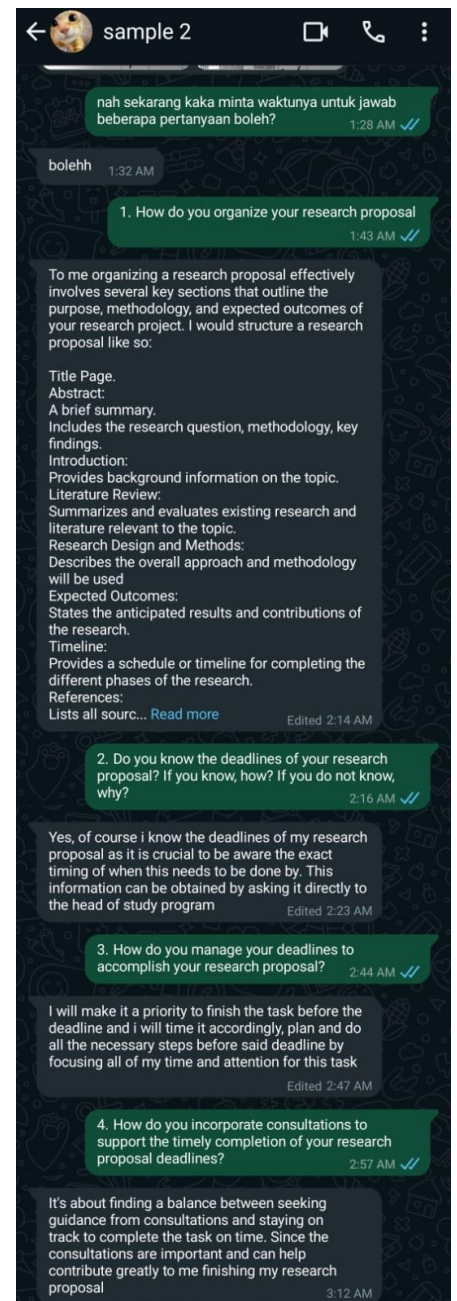 sample 2
nah sekarang kaka minta waktunya untuk jawab
beberapa pertanyaan boleh?
1:28 AM
bolehh 1:32 AM
1. How do you organize your research proposal
1:43 AM
To me organizing a research proposal effectively
involves several key sections that outline the
purpose, methodology, and expected outcomes of
your research project. I would structure a research
proposal like so:
Title Page.
Abstract:
A brief summary.
Includes the research question, methodology, key
findings.
Introduction:
Provides background information on the topic.
Literature Review:
Summarizes and evaluates existing research and
literature relevant to the topic.
Research Design and Methods:
Describes the overall approach and methodology
will be used
Expected Outcomes:
States the anticipated results and contributions of
the research.
Timeline:
Provides a schedule or timeline for completing the
different phases of the research.
References:
Lists all sourc... Read more
Edited 2:14 AM
2. Do you know the deadlines of your research
proposal? If you know, how? If you do not know,
why?
2:16 AM
Yes, of course i know the deadlines of my research
proposal as it is crucial to be aware the exact
timing of when this needs to be done by. This
information can be obtained by asking it directly to
the head of study program
Edited 2:23 AM
3. How do you manage your deadlines to
accomplish your research proposal?
2:44 AM
I will make it a priority to finish the task before the
deadline and i will time it accordingly, plan and do
all the necessary steps before said deadline by
focusing all of my time and attention for this task
Edited 2:47 AM
4. How do you incorporate consultations to
support the timely completion of your research
proposal deadlines?
2:57 AM
It's about finding a balance between seeking
guidance from consultations and staying on
track to complete the task on time. Since the
consultations are important and can help
contribute greatly to me finishing my research
proposal
3:12 AM